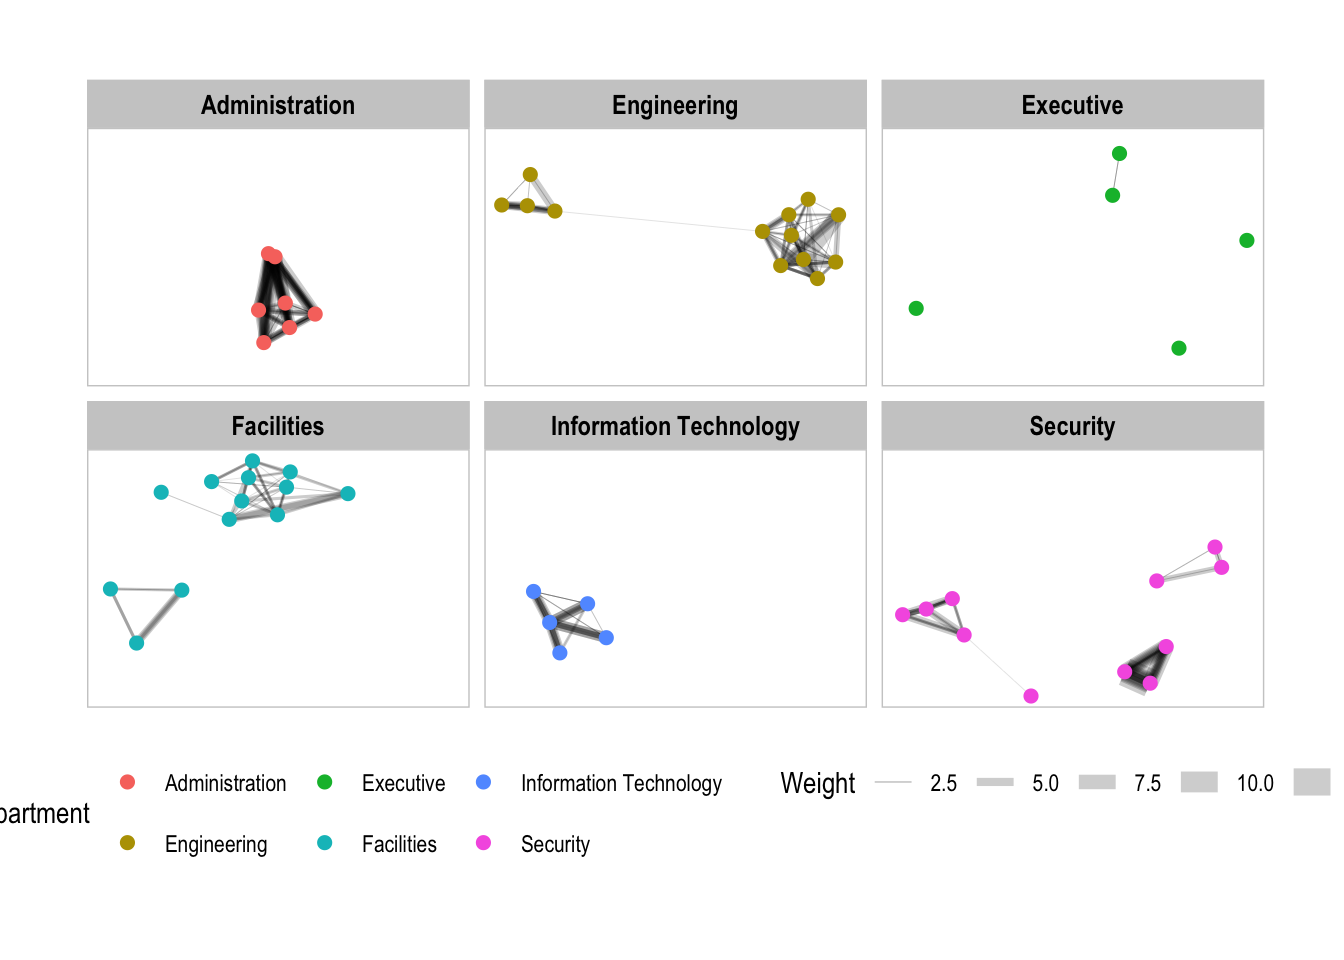 Administration
Engineering
Executive
Facilities
Information Technology
Security
Administration
Executive
Information Technology
partment
Engineering
Facilities
Security
Weight
2.5
5.0
7.5
10.0